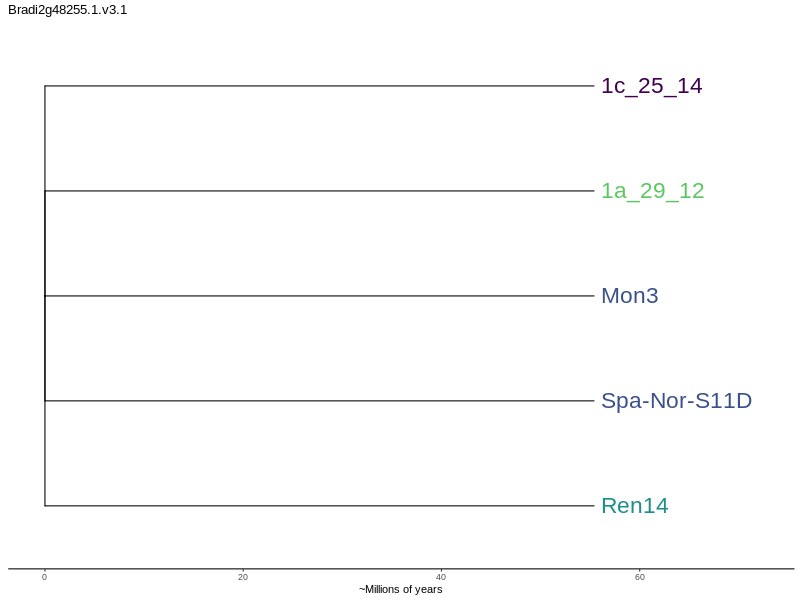 Bradi2g48255.1.v3.1
1c_25_14
1a_29_12
Mon3
Spa-Nor-S11D
Ren14
0 20 40 60
~Millions of years